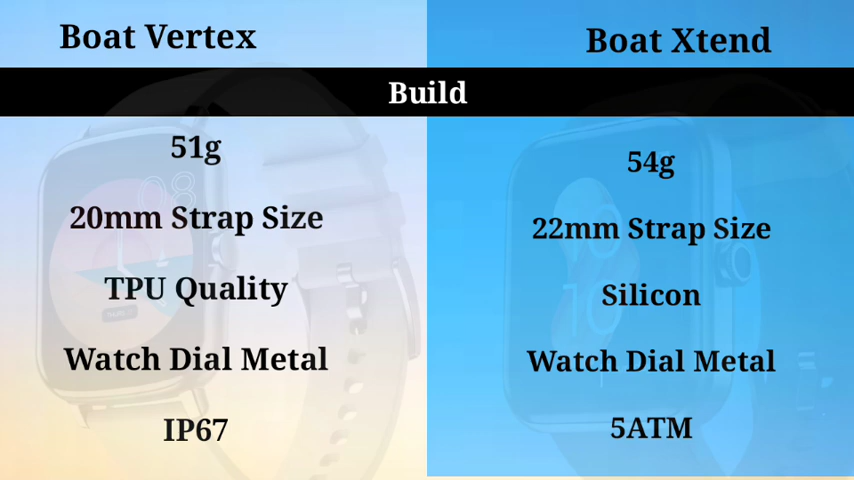 Boat Vertex
Boat Xtend
Build
51g
20mm Strap Size
TPU Quality
Watch Dial Metal
IP67
54g
22mm Strap Size
Silicon
Watch Dial Metal
5ATM